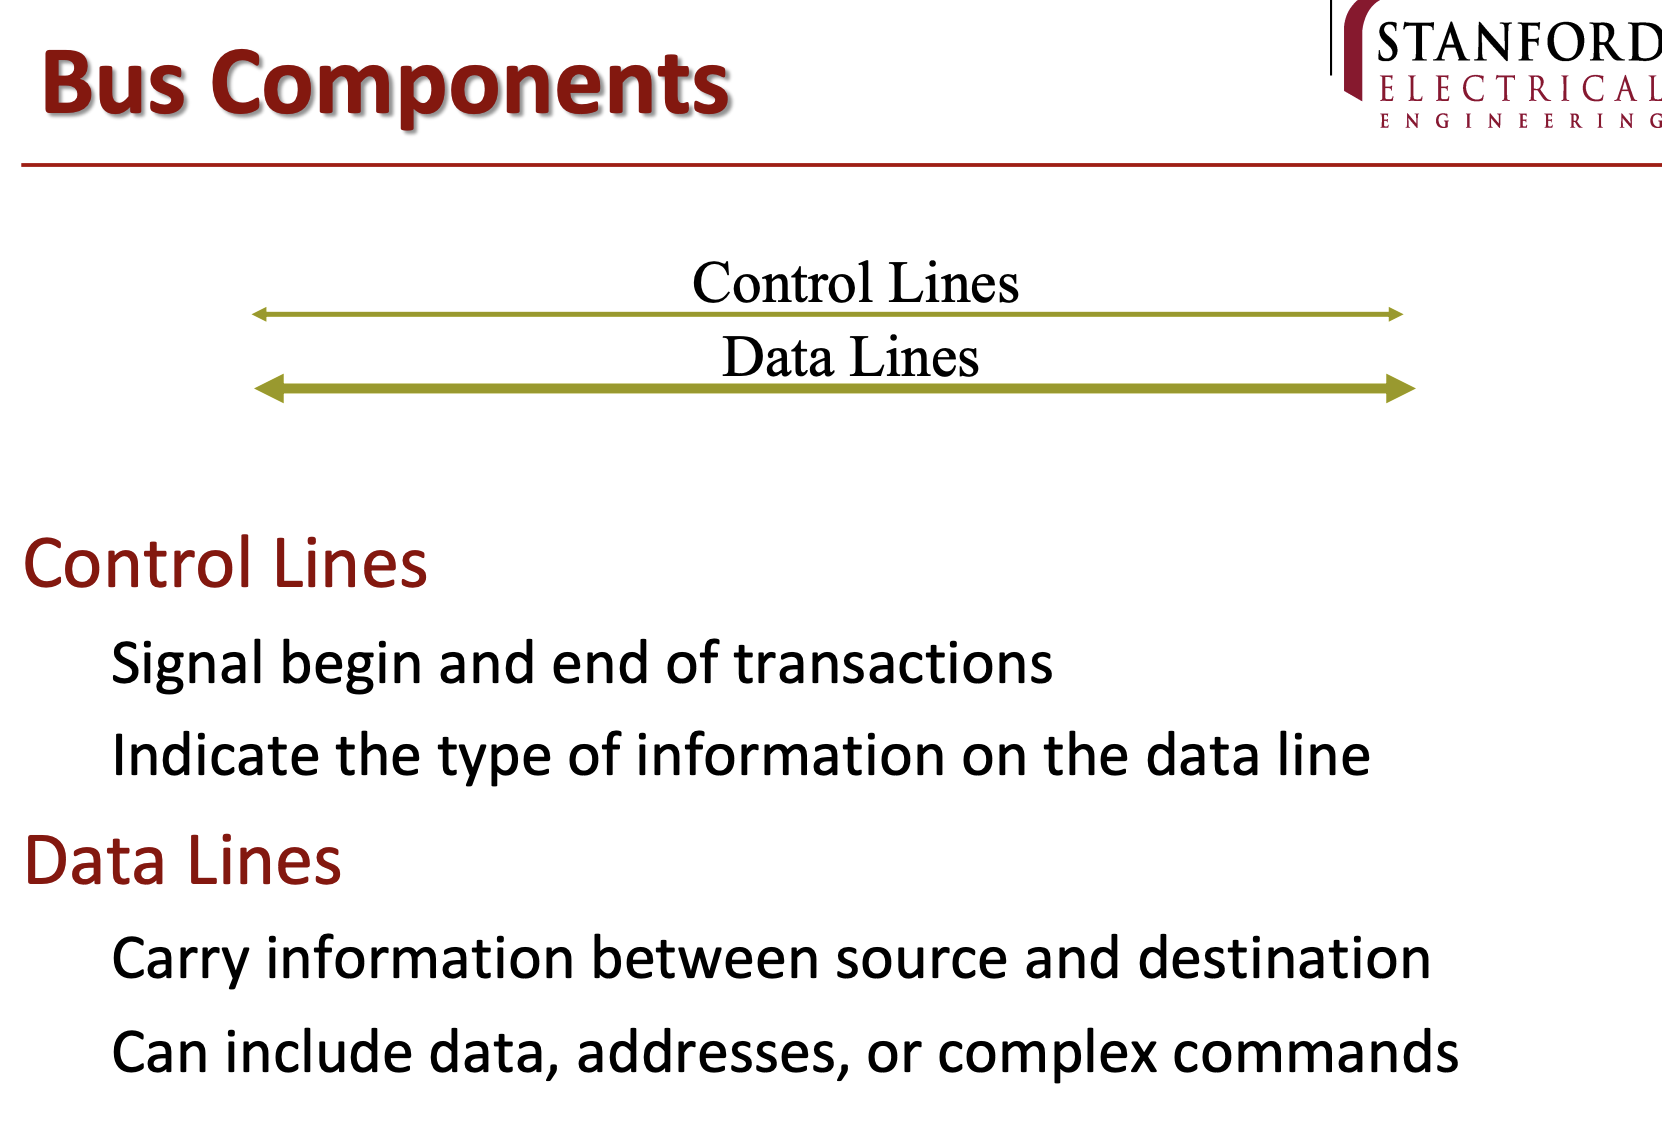 Bus Components
STANFORD
ELECTRICAL
ENGINEERING
Control Lines
Data Lines
Control Lines
Signal begin and end of transactions
Indicate the type of information on the data line
Data Lines
Carry information between source and destination
Can include data, addresses, or complex commands